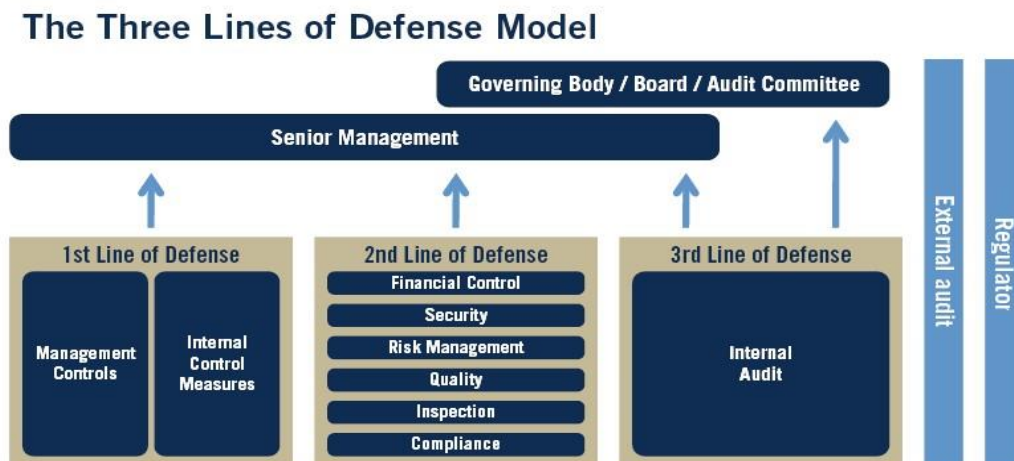 The Three Lines of Defense Model
Governing Body / Board / Audit Committee
Senior Management
1st Line of Defense
Management
Controls
Internal
Control
Measures
2nd Line of Defense
Financial Control
Security
Risk Management
Quality
Inspection
Compliance
3rd Line of Defense
Internal
Audit
External audit
Regulator